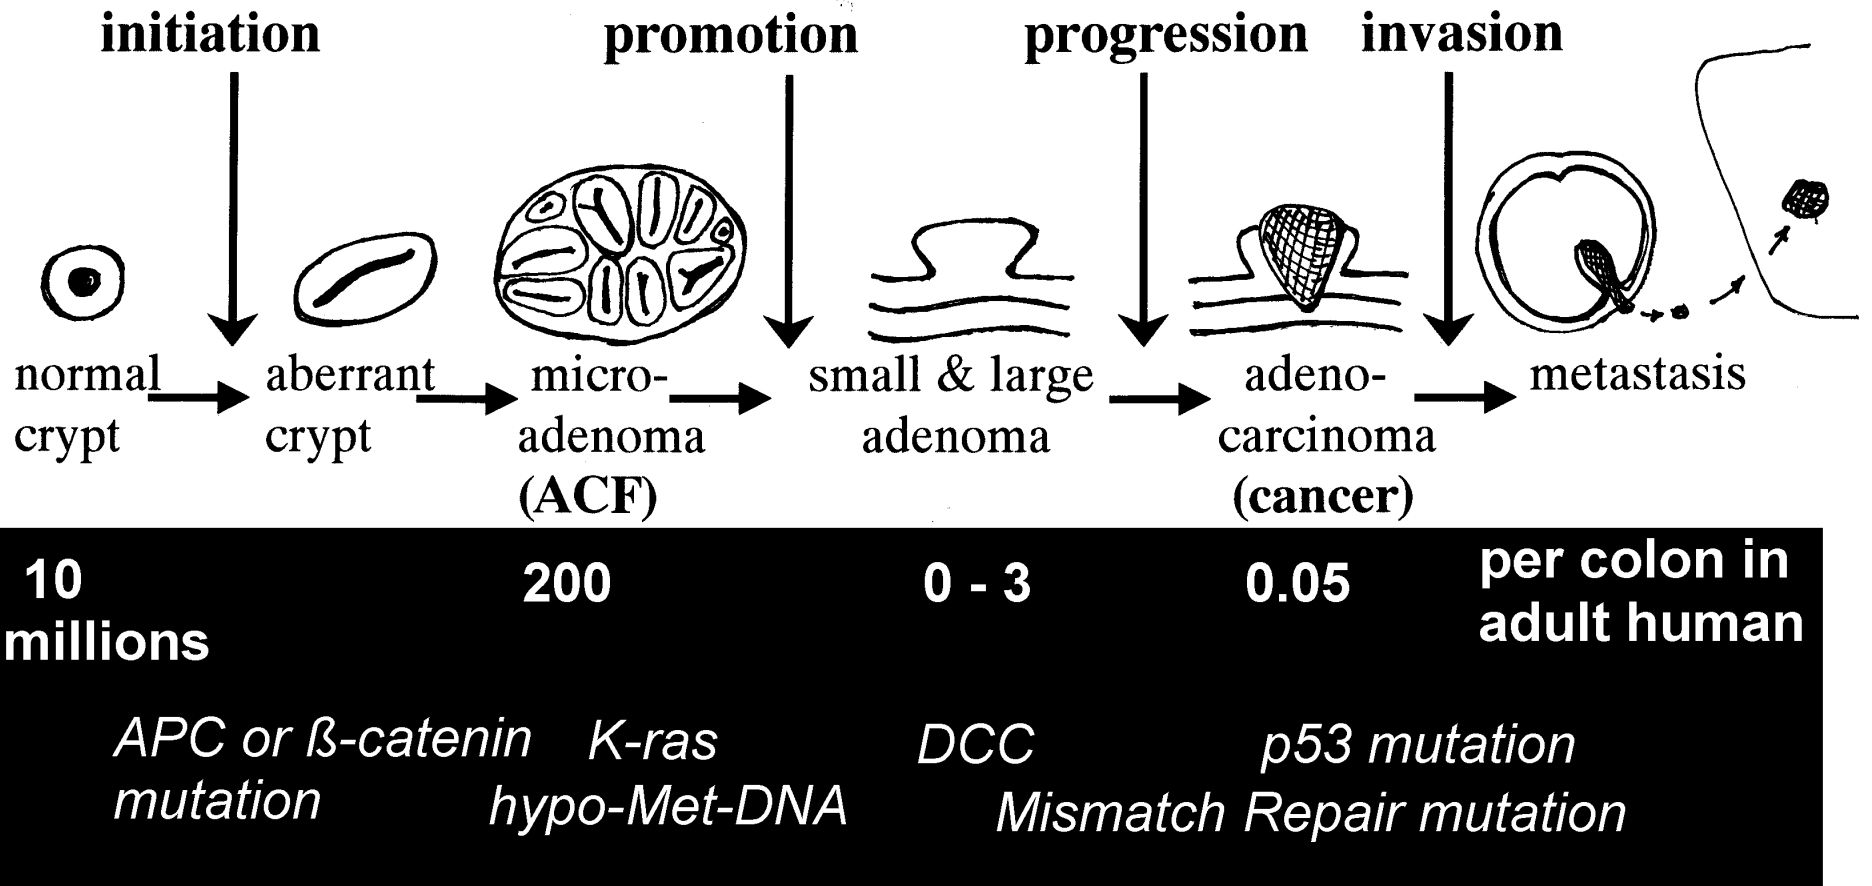 initiation promotion progression invasion
normal aberrant micro- small & large adeno- metastasis
crypt crypt adenoma adenoma carcinoma
(ACF) (cancer)
10 200 0 - 3 0.05 per colon in
millions adult human
APC or ß-catenin K-ras DCC p53 mutation
mutation hypo-Met-DNA Mismatch Repair mutation